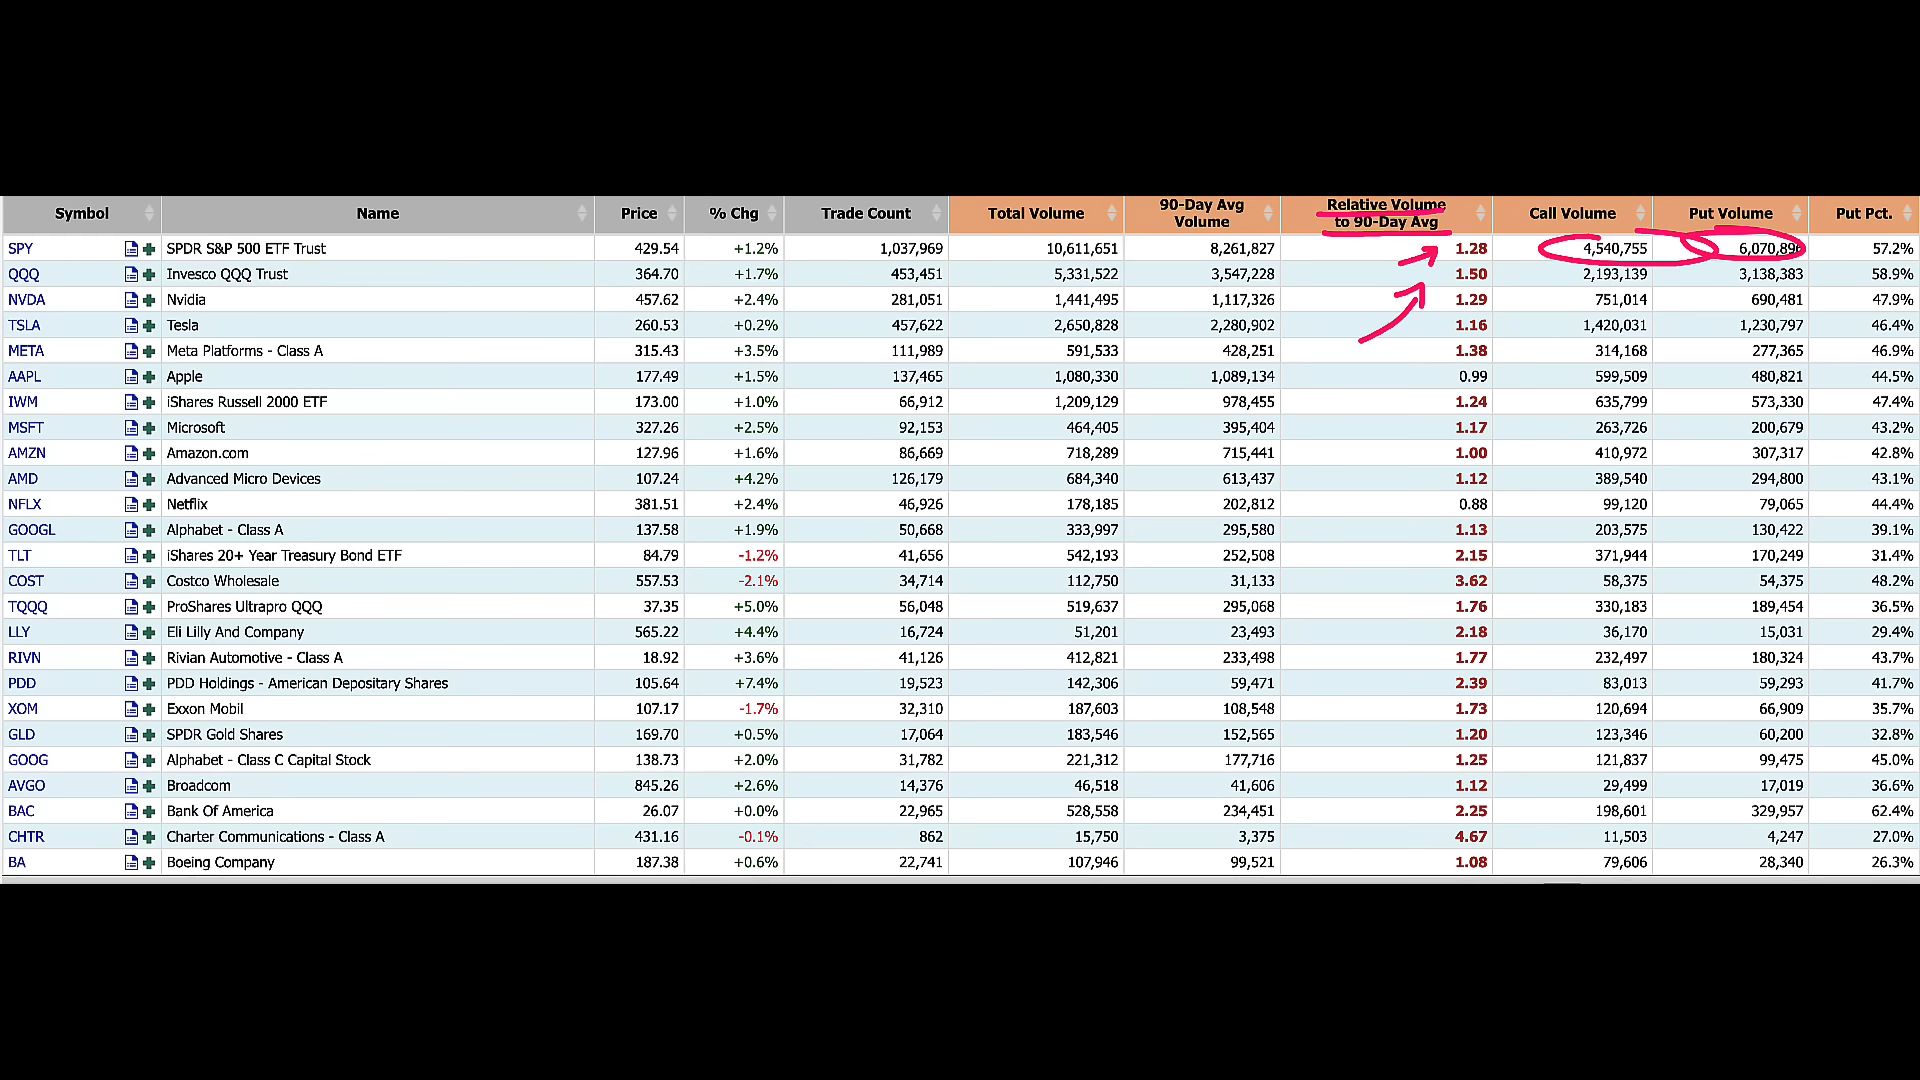 Symbol Name Price % Chg Trade Count Total Volume 90-Day Avg Volume Relative Volume to 90-Day Avg Call Volume Put Volume Put Pct.
SPY SPDR S&P 500 ETF Trust 429.54 +1.2% 1,037,969 10,611,651 8,261,827 1.28 4,540,755 6,070,896 57.2%
QQQ Invesco QQQ Trust 364.70 +1.7% 453,451 5,331,522 3,547,228 1.50 2,193,139 3,138,383 58.9%
NVDA Nvidia 457.62 +2.4% 281,051 1,441,495 1,117,326 1.29 751,014 690,481 47.9%
TSLA Tesla 260.53 +0.2% 457,622 2,650,828 2,280,902 1.16 1,420,031 1,230,797 46.4%
META Meta Platforms - Class A 315.43 +3.5% 111,989 591,533 428,251 1.38 314,168 277,365 46.9%
AAPL Apple 177.49 +1.5% 137,465 1,080,330 1,089,134 0.99 599,509 480,821 44.5%
IWM iShares Russell 2000 ETF 173.00 +1.0% 66,912 1,209,129 978,455 1.24 635,799 573,330 47.4%
MSFT Microsoft 327.26 +2.5% 92,153 464,405 395,404 1.17 263,726 200,679 43.2%
AMZN Amazon.com 127.96 +1.6% 86,669 718,289 715,441 1.00 410,972 307,317 42.8%
AMD Advanced Micro Devices 107.24 +4.2% 126,179 684,340 613,437 1.12 389,540 294,800 43.1%
NFLX Netflix 381.51 +2.4% 46,926 178,185 202,812 0.88 99,120 79,065 44.4%
GOOGL Alphabet - Class A 137.58 +1.9% 50,668 333,997 295,580 1.13 203,575 130,422 39.1%
TLT iShares 20+ Year Treasury Bond ETF 84.79 -1.2% 41,656 542,193 252,508 2.15 371,944 170,249 31.4%
COST Costco Wholesale 557.53 -2.1% 34,714 112,750 31,133 3.62 58,375 54,375 48.2%
TQQQ ProShares Ultrapro QQQ 37.35 +5.0% 56,048 519,637 295,068 1.76 330,183 189,454 36.5%
LLY Eli Lilly And Company 565.22 +4.4% 16,724 51,201 23,493 2.18 36,170 15,031 29.4%
RIVN Rivian Automotive - Class A 18.92 +3.6% 41,126 412,821 233,498 1.77 232,497 180,324 43.7%
PDD PDD Holdings - American Depositary Shares 105.64 +7.4% 19,523 142,306 59,471 2.39 83,013 59,293 41.7%
XOM Exxon Mobil 107.17 -1.7% 32,310 187,603 108,548 1.73 120,694 66,909 35.7%
GLD SPDR Gold Shares 169.70 +0.5% 17,064 183,546 152,565 1.20 123,346 60,200 32.8%
GOOG Alphabet - Class C Capital Stock 138.73 +2.0% 31,782 221,312 177,716 1.25 121,837 99,475 45.0%
AVGO Broadcom 845.26 +2.6% 14,376 46,518 41,606 1.12 29,499 17,019 36.6%
BAC Bank Of America 26.07 +0.0% 22,965 528,558 234,451 2.25 198,601 329,957 62.4%
CHTR Charter Communications - Class A 431.16 -0.1% 862 15,750 3,375 4.67 11,503 4,247 27.0%
BA Boeing Company 187.38 +0.6% 22,741 107,946 99,521 1.08 79,606 28,340 26.3%